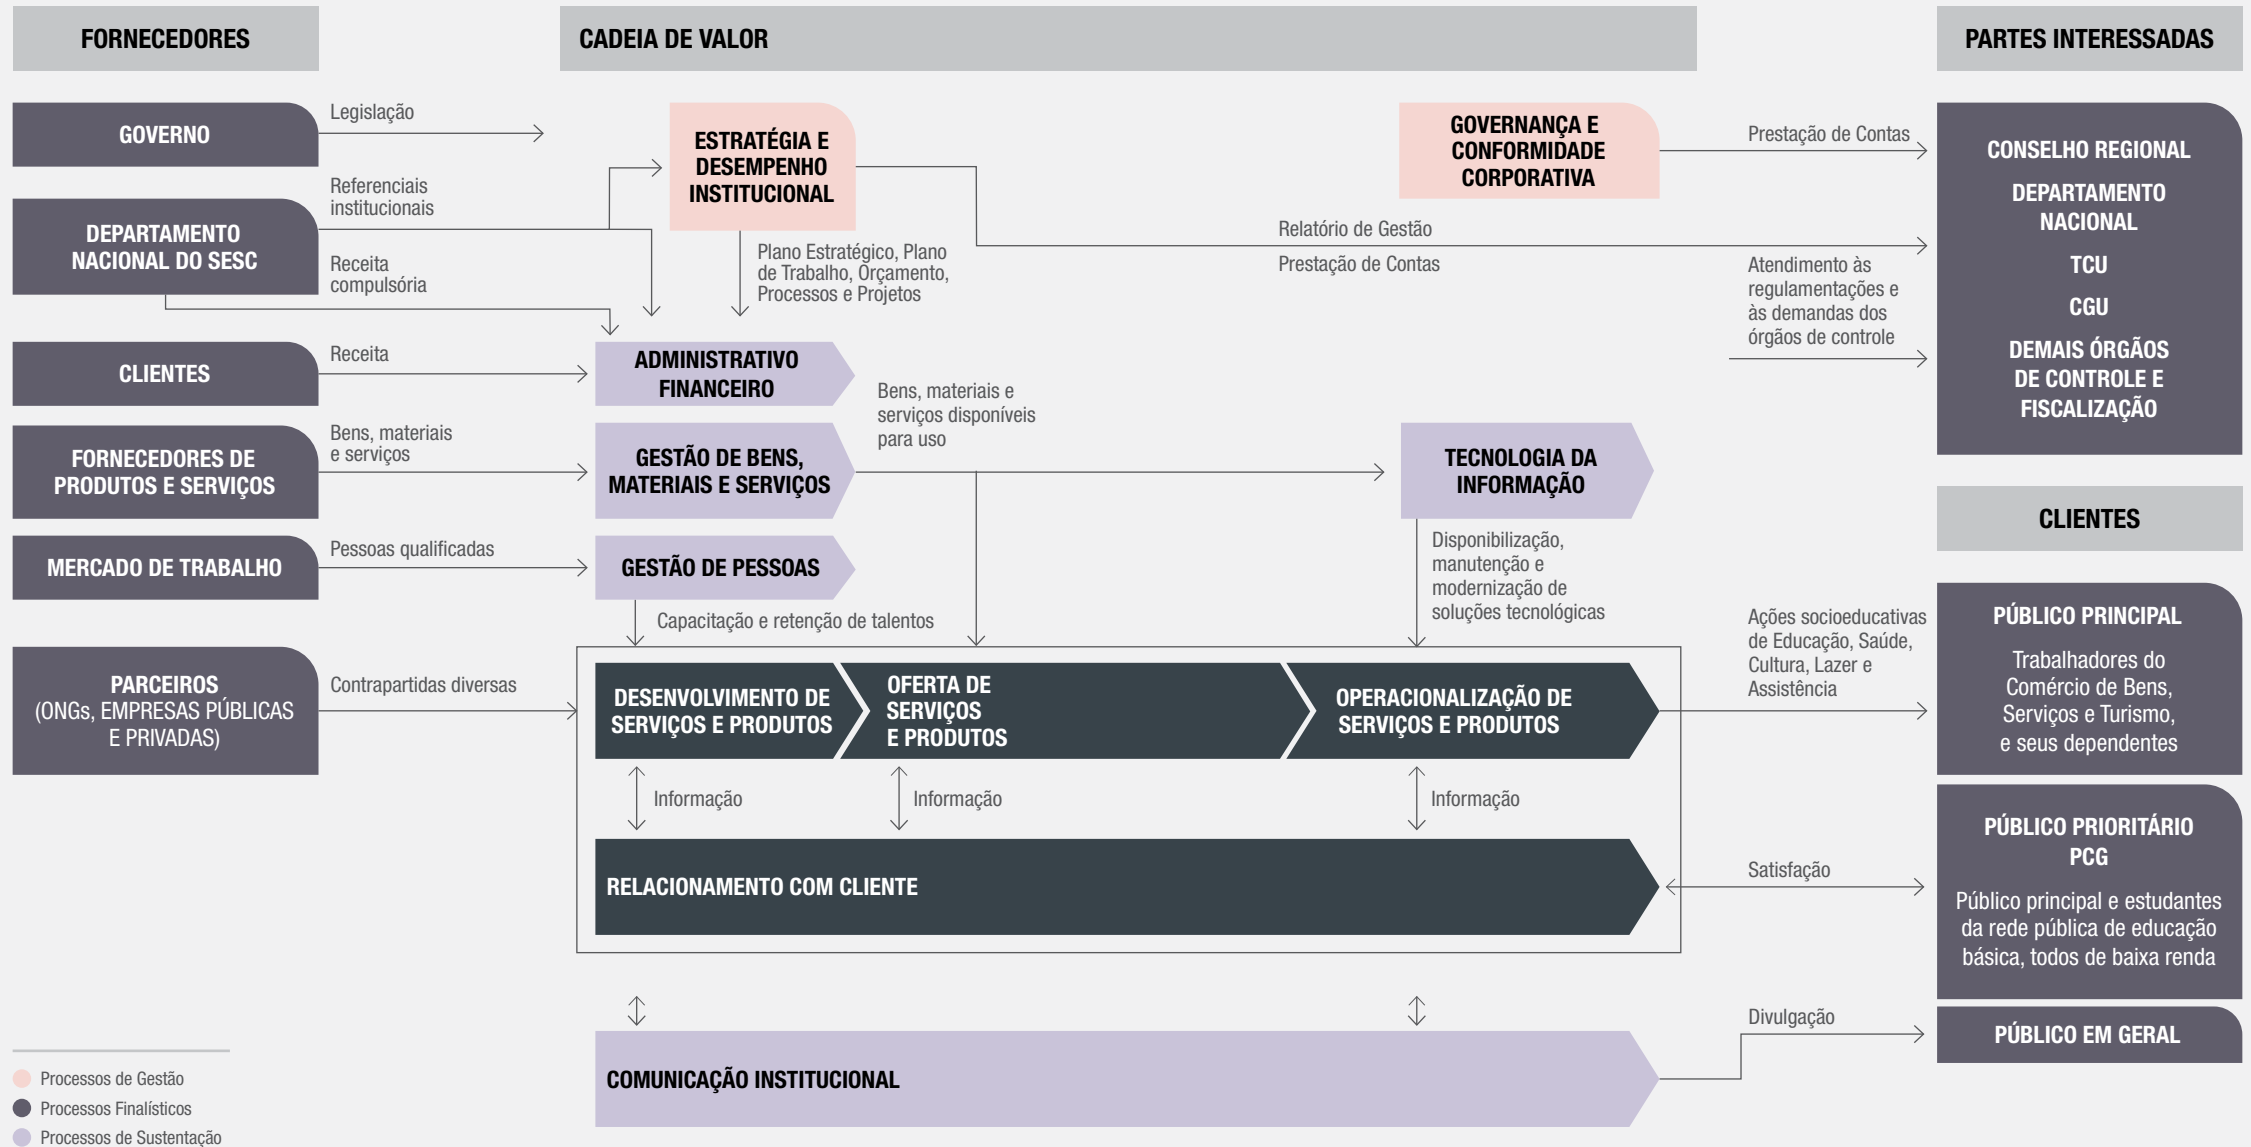 FORNECEDORES
CADEIA DE VALOR
PARTES INTERESSADAS
GOVERNO
Legislação
DEPARTAMENTO
NACIONAL DO SESC
Referenciais
institucionais
Receita
compulsória
CLIENTES
Receita
FORNECEDORES DE
PRODUTOS E SERVIÇOS
Bens, materiais
e serviços
MERCADO DE TRABALHO
Pessoas qualificadas
PARCEIROS
(ONGs, EMPRESAS PÚBLICAS
E PRIVADAS)
Contrapartidas diversas
ESTRATÉGIA E
DESEMPENHO
INSTITUCIONAL
Plano Estratégico, Plano
de Trabalho, Orçamento,
Processos e Projetos
GOVERNANÇA E
CONFORMIDADE
CORPORATIVA
Prestação de Contas
Relatório de Gestão
Prestação de Contas
Atendimento às
regulamentações e
às demandas dos
órgãos de controle
ADMINISTRATIVO
FINANCEIRO
GESTÃO DE BENS,
MATERIAIS E SERVIÇOS
Bens, materiais e
serviços disponíveis
para uso
TECNOLOGIA DA
INFORMAÇÃO
Disponibilização,
manutenção e
modernização de
soluções tecnológicas
GESTÃO DE PESSOAS
Capacitação e retenção de talentos
DESENVOLVIMENTO DE
SERVIÇOS E PRODUTOS
OFERTA DE
SERVIÇOS
E PRODUTOS
OPERACIONALIZAÇÃO DE
SERVIÇOS E PRODUTOS
Informação
Informação
Informação
RELACIONAMENTO COM CLIENTE
COMUNICAÇÃO INSTITUCIONAL
Ações socioeducativas
de Educação, Saúde,
Cultura, Lazer e
Assistência
Satisfação
Divulgação
CONSELHO REGIONAL
DEPARTAMENTO
NACIONAL
TCU
CGU
DEMAIS ÓRGÃOS
DE CONTROLE E
FISCALIZAÇÃO
CLIENTES
PÚBLICO PRINCIPAL
Trabalhadores do
Comércio de Bens,
Serviços e Turismo,
e seus dependentes
PÚBLICO PRIORITÁRIO
PCG
Público principal e estudantes
da rede pública de educação
básica, todos de baixa renda
PÚBLICO EM GERAL
Processos de Gestão
Processos Finalísticos
Processos de Sustentação